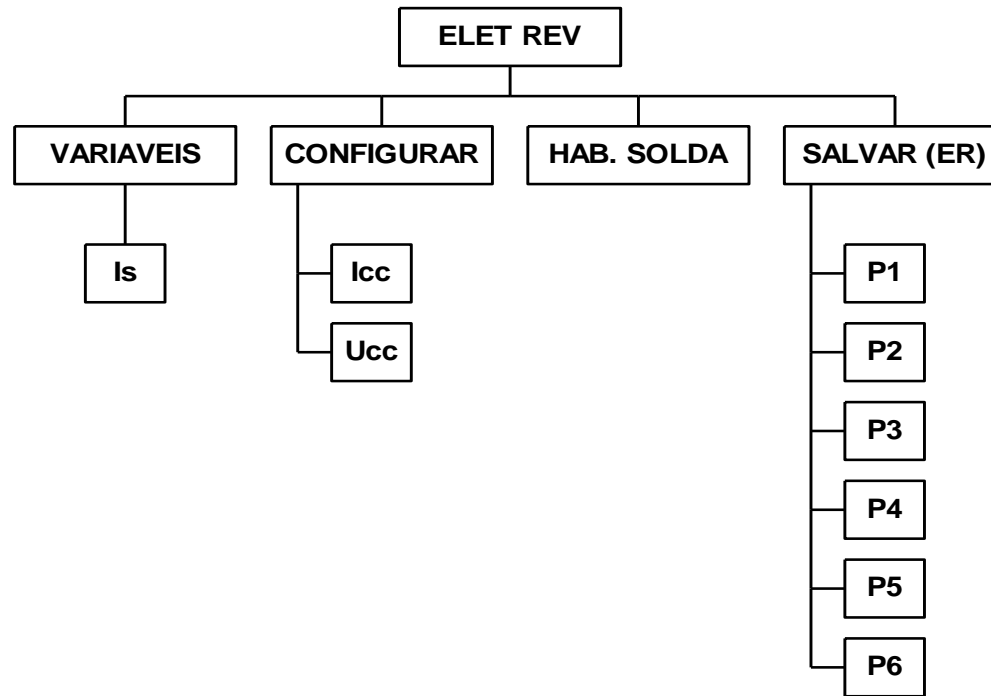 ELET REV
VARIAVEIS
CONFIGURAR
HAB. SOLDA
SALVAR (ER)
Is
Icc
Ucc
P1
P2
P3
P4
P5
P6